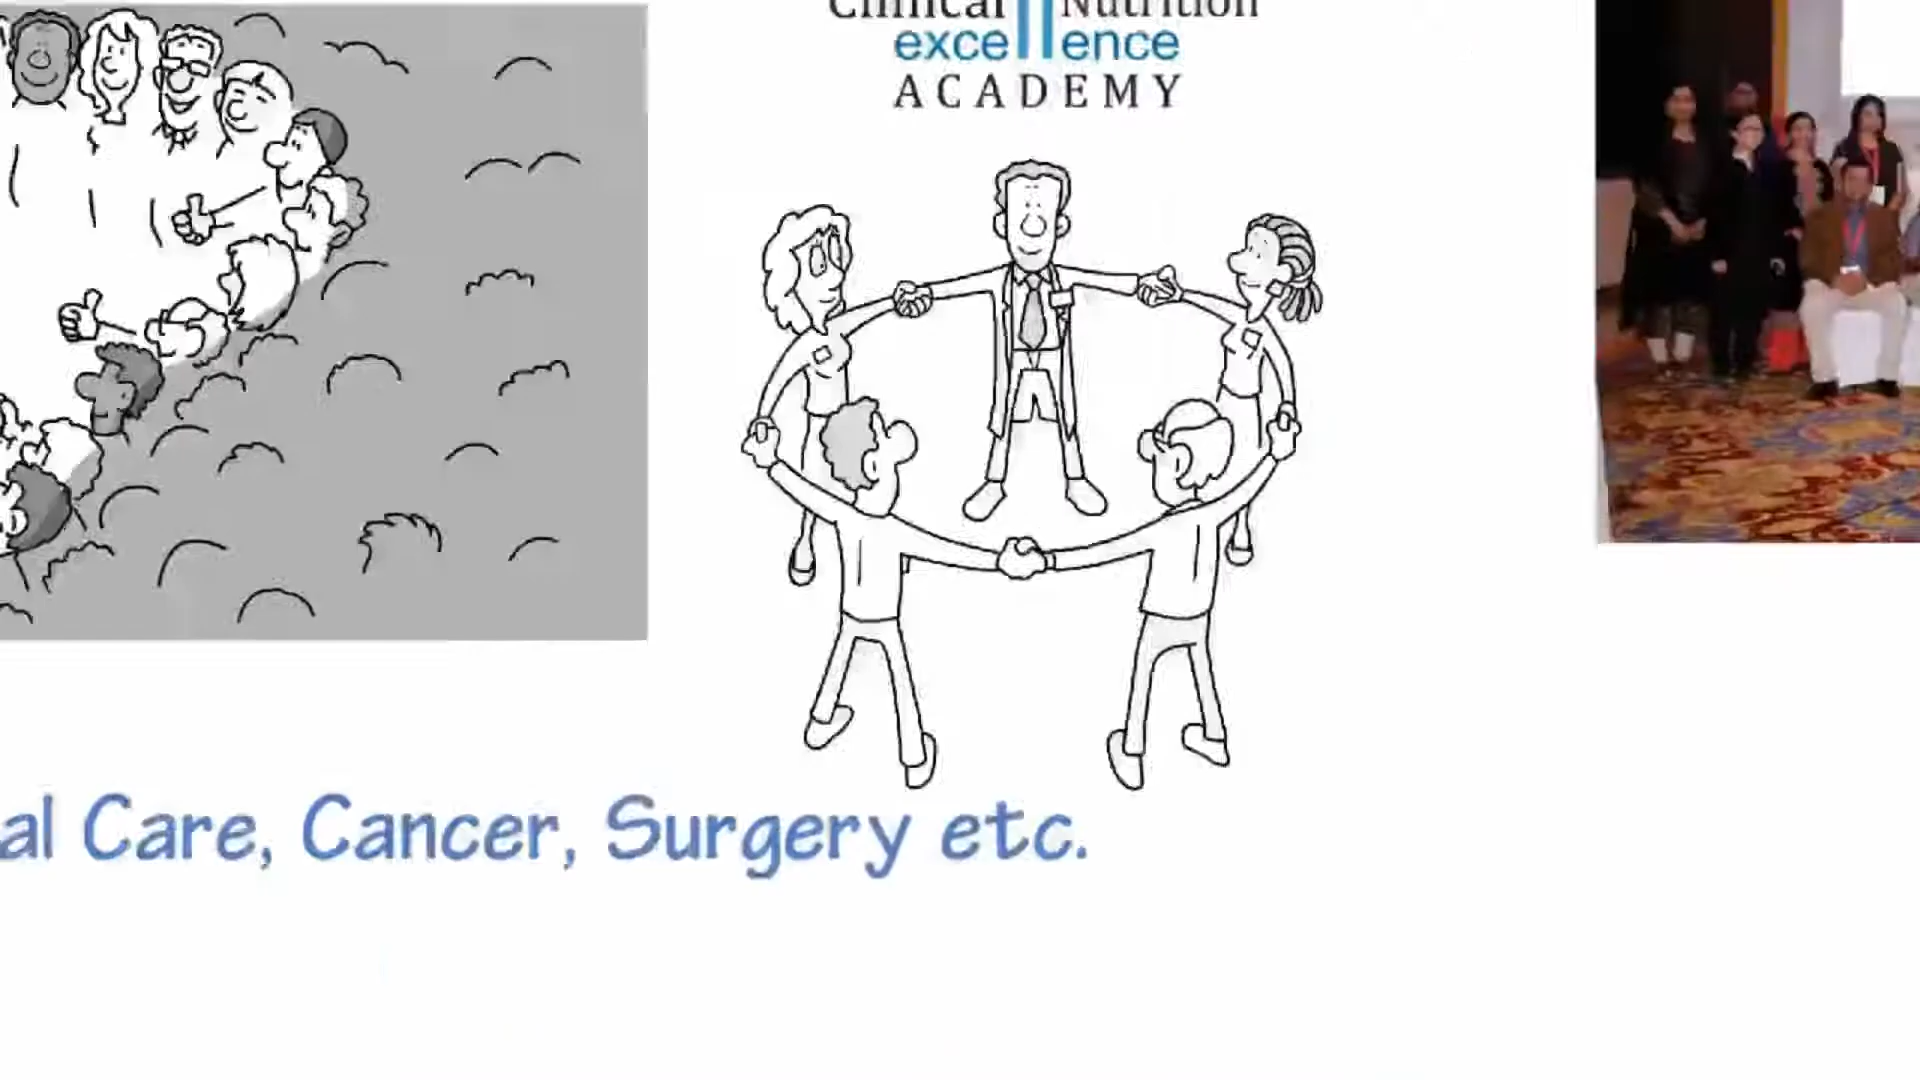 Clinical Nutrition
excellence
ACADEMY
al Care, Cancer, Surgery etc.